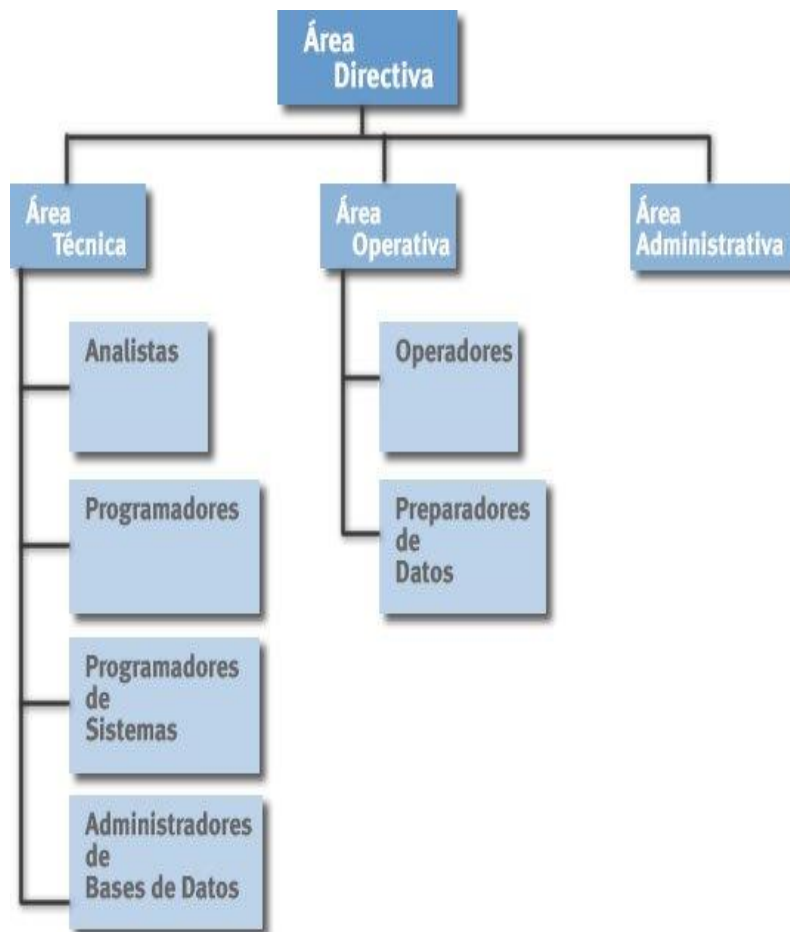 Área
Directiva
Área
Técnica
Área
Operativa
Área
Administrativa
Analistas
Programadores
Programadores
de
Sistemas
Administradores
de
Bases de Datos
Operadores
Preparadores
de
Datos